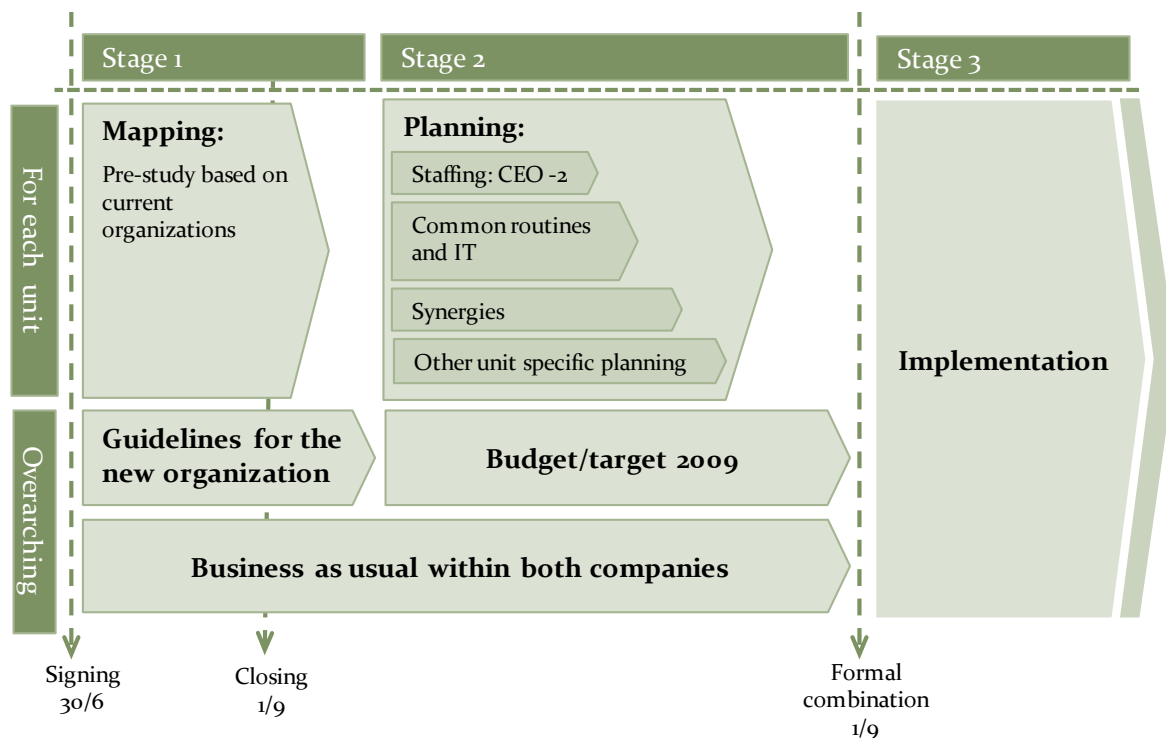 Stage 1
Stage 2
Stage 3
For each unit
Mapping:
Pre-study based on
current
organizations
Planning:
Staffing: CEO -2
Common routines
and IT
Synergies
Other unit specific planning
Implementation
Overarching
Guidelines for the
new organization
Budget/target 2009
Business as usual within both companies
Signing
30/6
Closing
1/9
Formal
combination
1/9